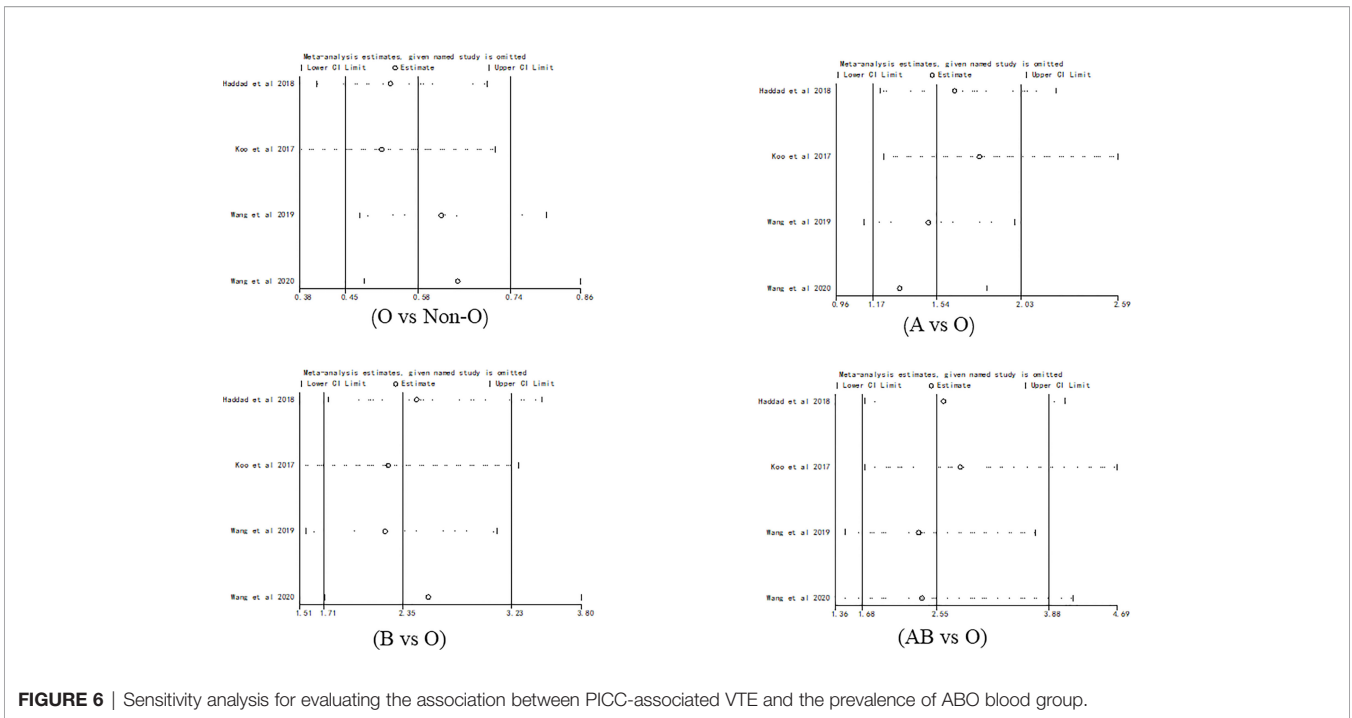 Meta-analysis estimates, given named study is omitted
Lower CI Limit Estimate Upper CI Limit
Haddad et al 2018
Koo et al 2017
Wang et al 2019
Wang et al 2020
0.38 0.45 0.58 0.74 0.86
(O vs Non-O)
Meta-analysis estimates, given named study is omitted
Lower CI Limit Estimate Upper CI Limit
Haddad et al 2018
Koo et al 2017
Wang et al 2019
Wang et al 2020
0.96 1.17 1.54 2.03 2.59
(A vs O)
Meta-analysis estimates, given named study is omitted
Lower CI Limit Estimate Upper CI Limit
Haddad et al 2018
Koo et al 2017
Wang et al 2019
Wang et al 2020
1.51 1.71 2.35 3.23 3.80
(B vs O)
Meta-analysis estimates, given named study is omitted
Lower CI Limit Estimate Upper CI Limit
Haddad et al 2018
Koo et al 2017
Wang et al 2019
Wang et al 2020
1.36 1.68 2.55 3.88 4.69
(AB vs O)
FIGURE 6 | Sensitivity analysis for evaluating the association between PICC-associated VTE and the prevalence of ABO blood group.